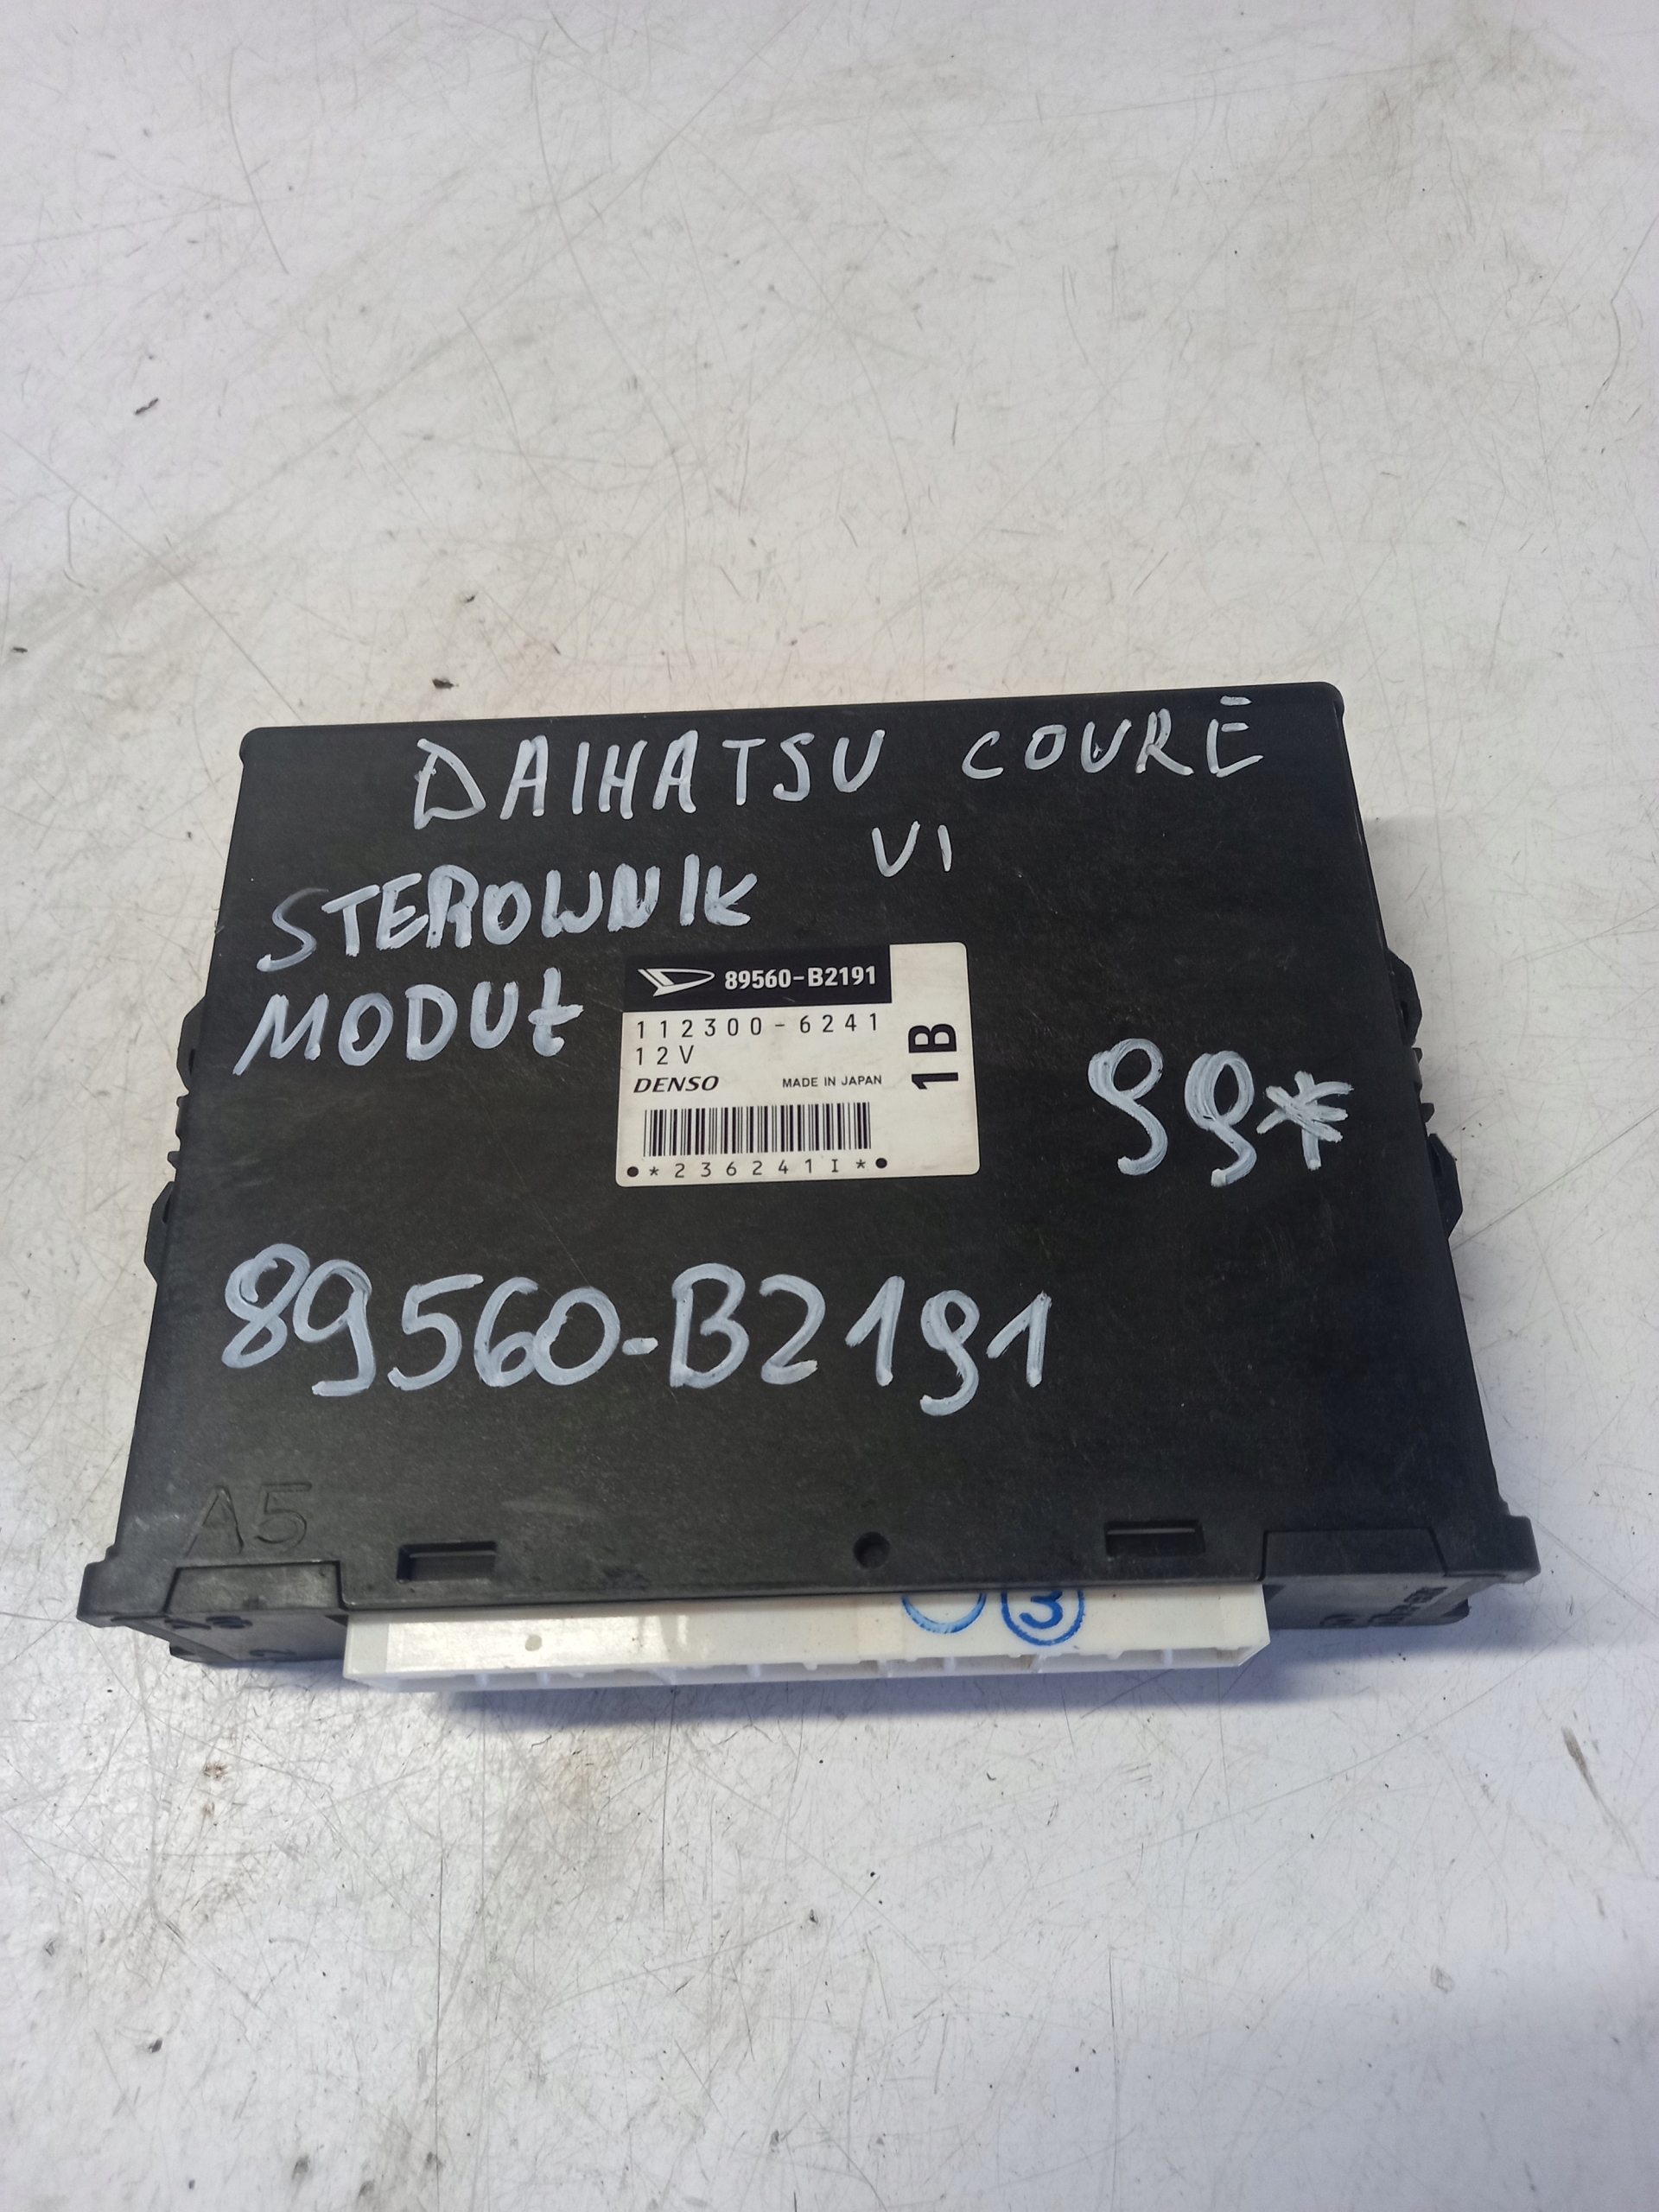 DAIHATSU COURE
VI
STEROWNIK
MODUŁ
89560-B2191
112300-6241
12V
DENSO MADE IN JAPAN
*236241I*
1B
99*
89560-B2191
A5
3